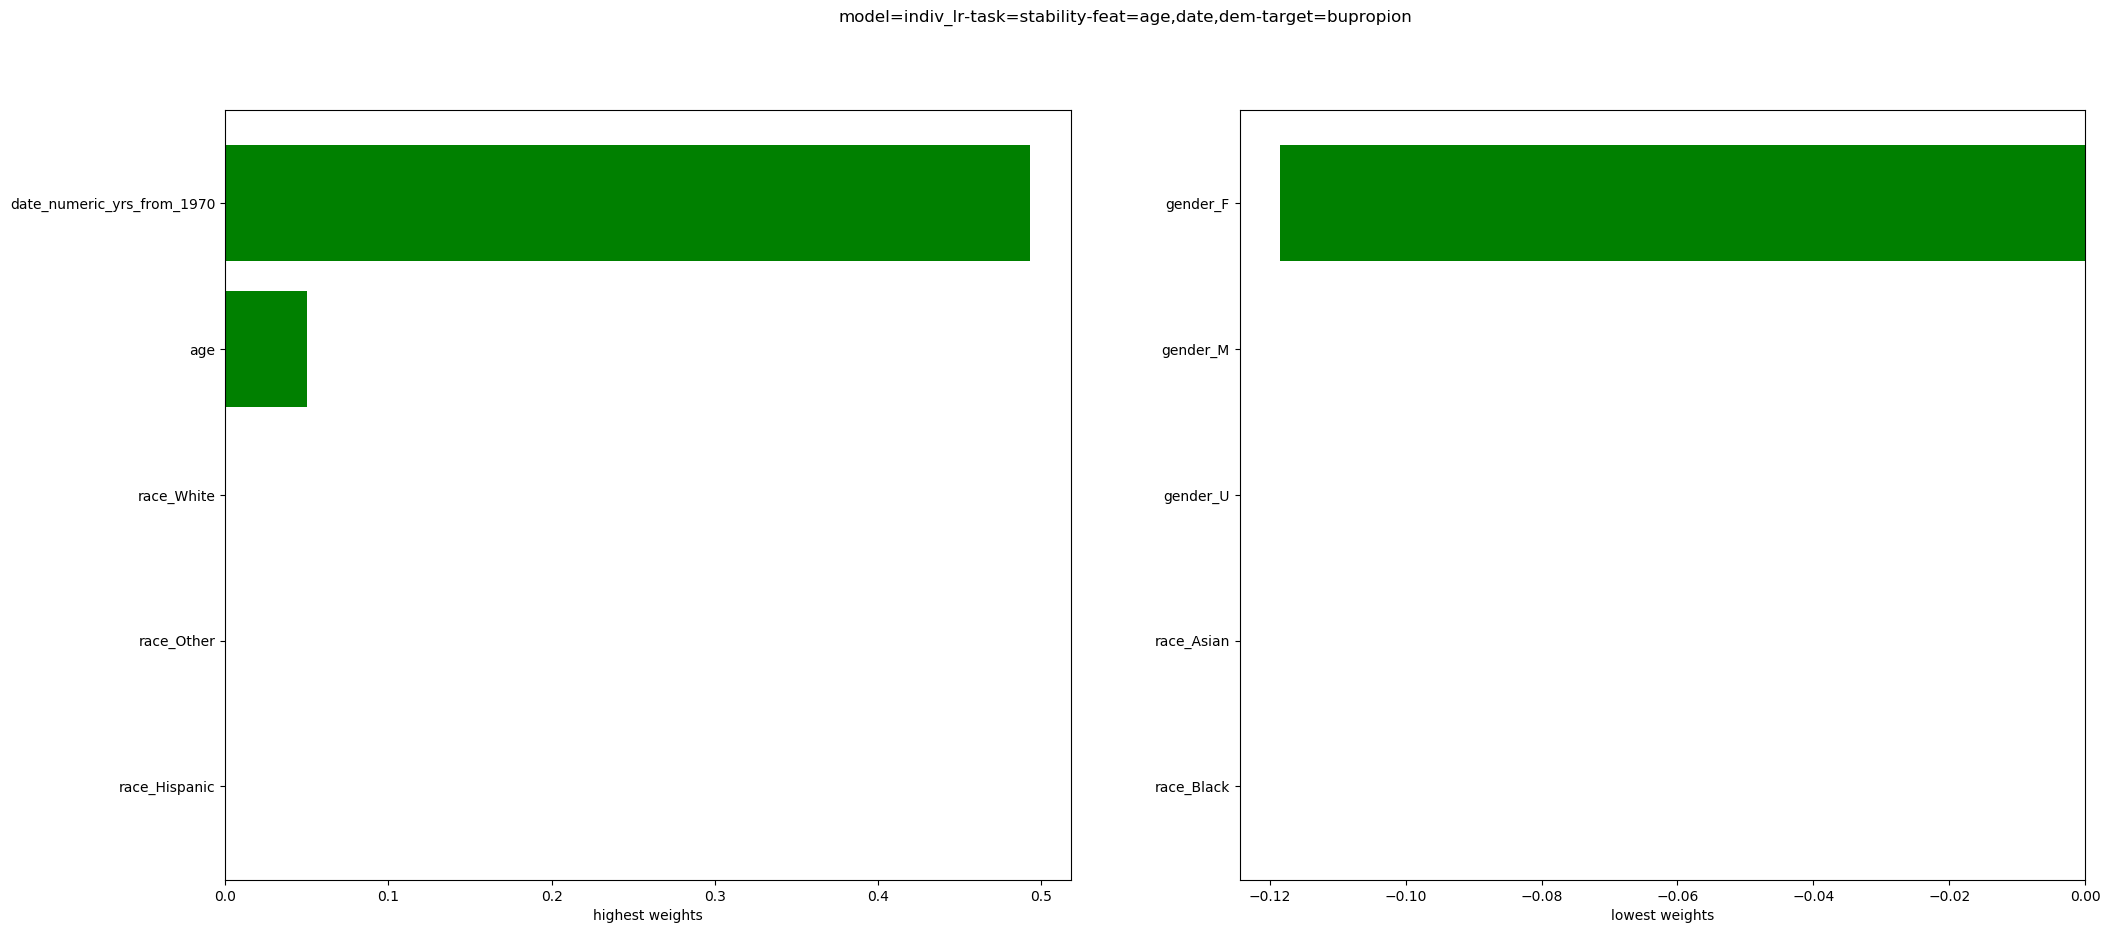 model=indiv_lr-task=stability-feat=age,date,dem-target=bupropion
date_numeric_yrs_from_1970
age
race_White
race_Other
race_Hispanic
0.0 0.1 0.2 0.3 0.4 0.5
highest weights
gender_F
gender_M
gender_U
race_Asian
race_Black
−0.12 −0.10 −0.08 −0.06 −0.04 −0.02 0.00
lowest weights